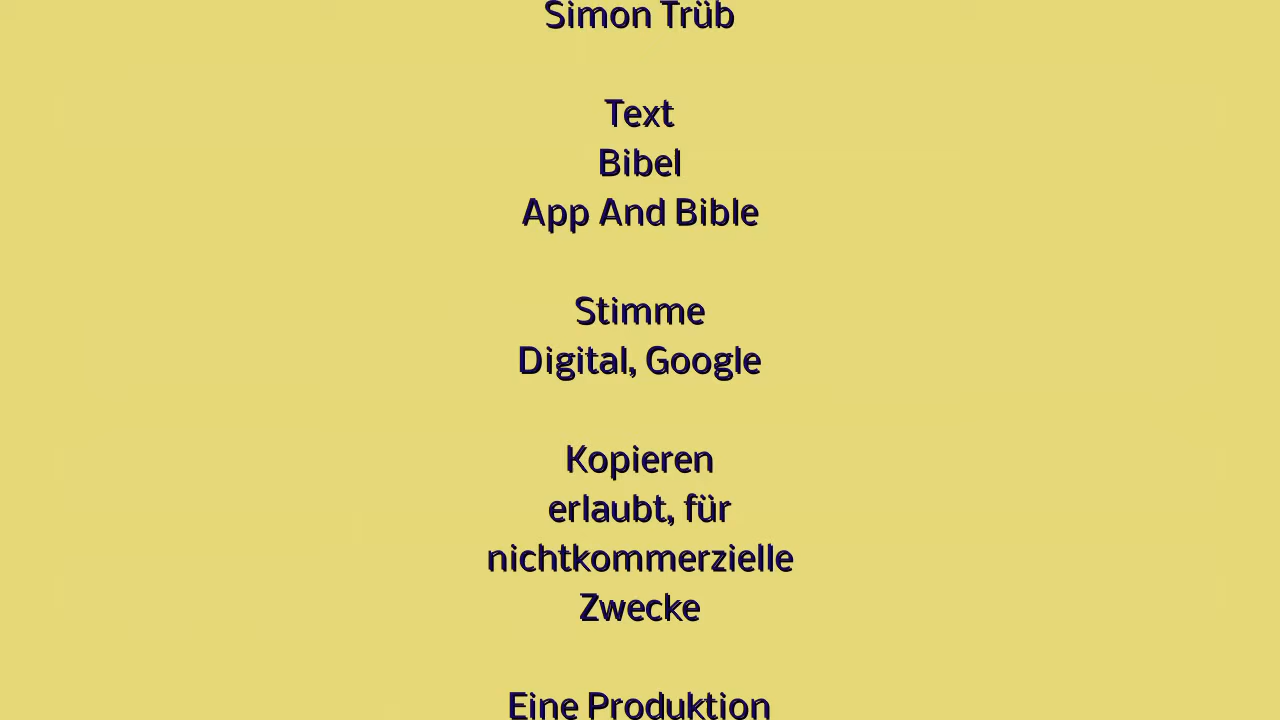 Simon Trüb
Text
Bibel
App And Bible
Stimme
Digital, Google
Kopieren
erlaubt, für
nichtkommerzielle
Zwecke
Eine Produktion